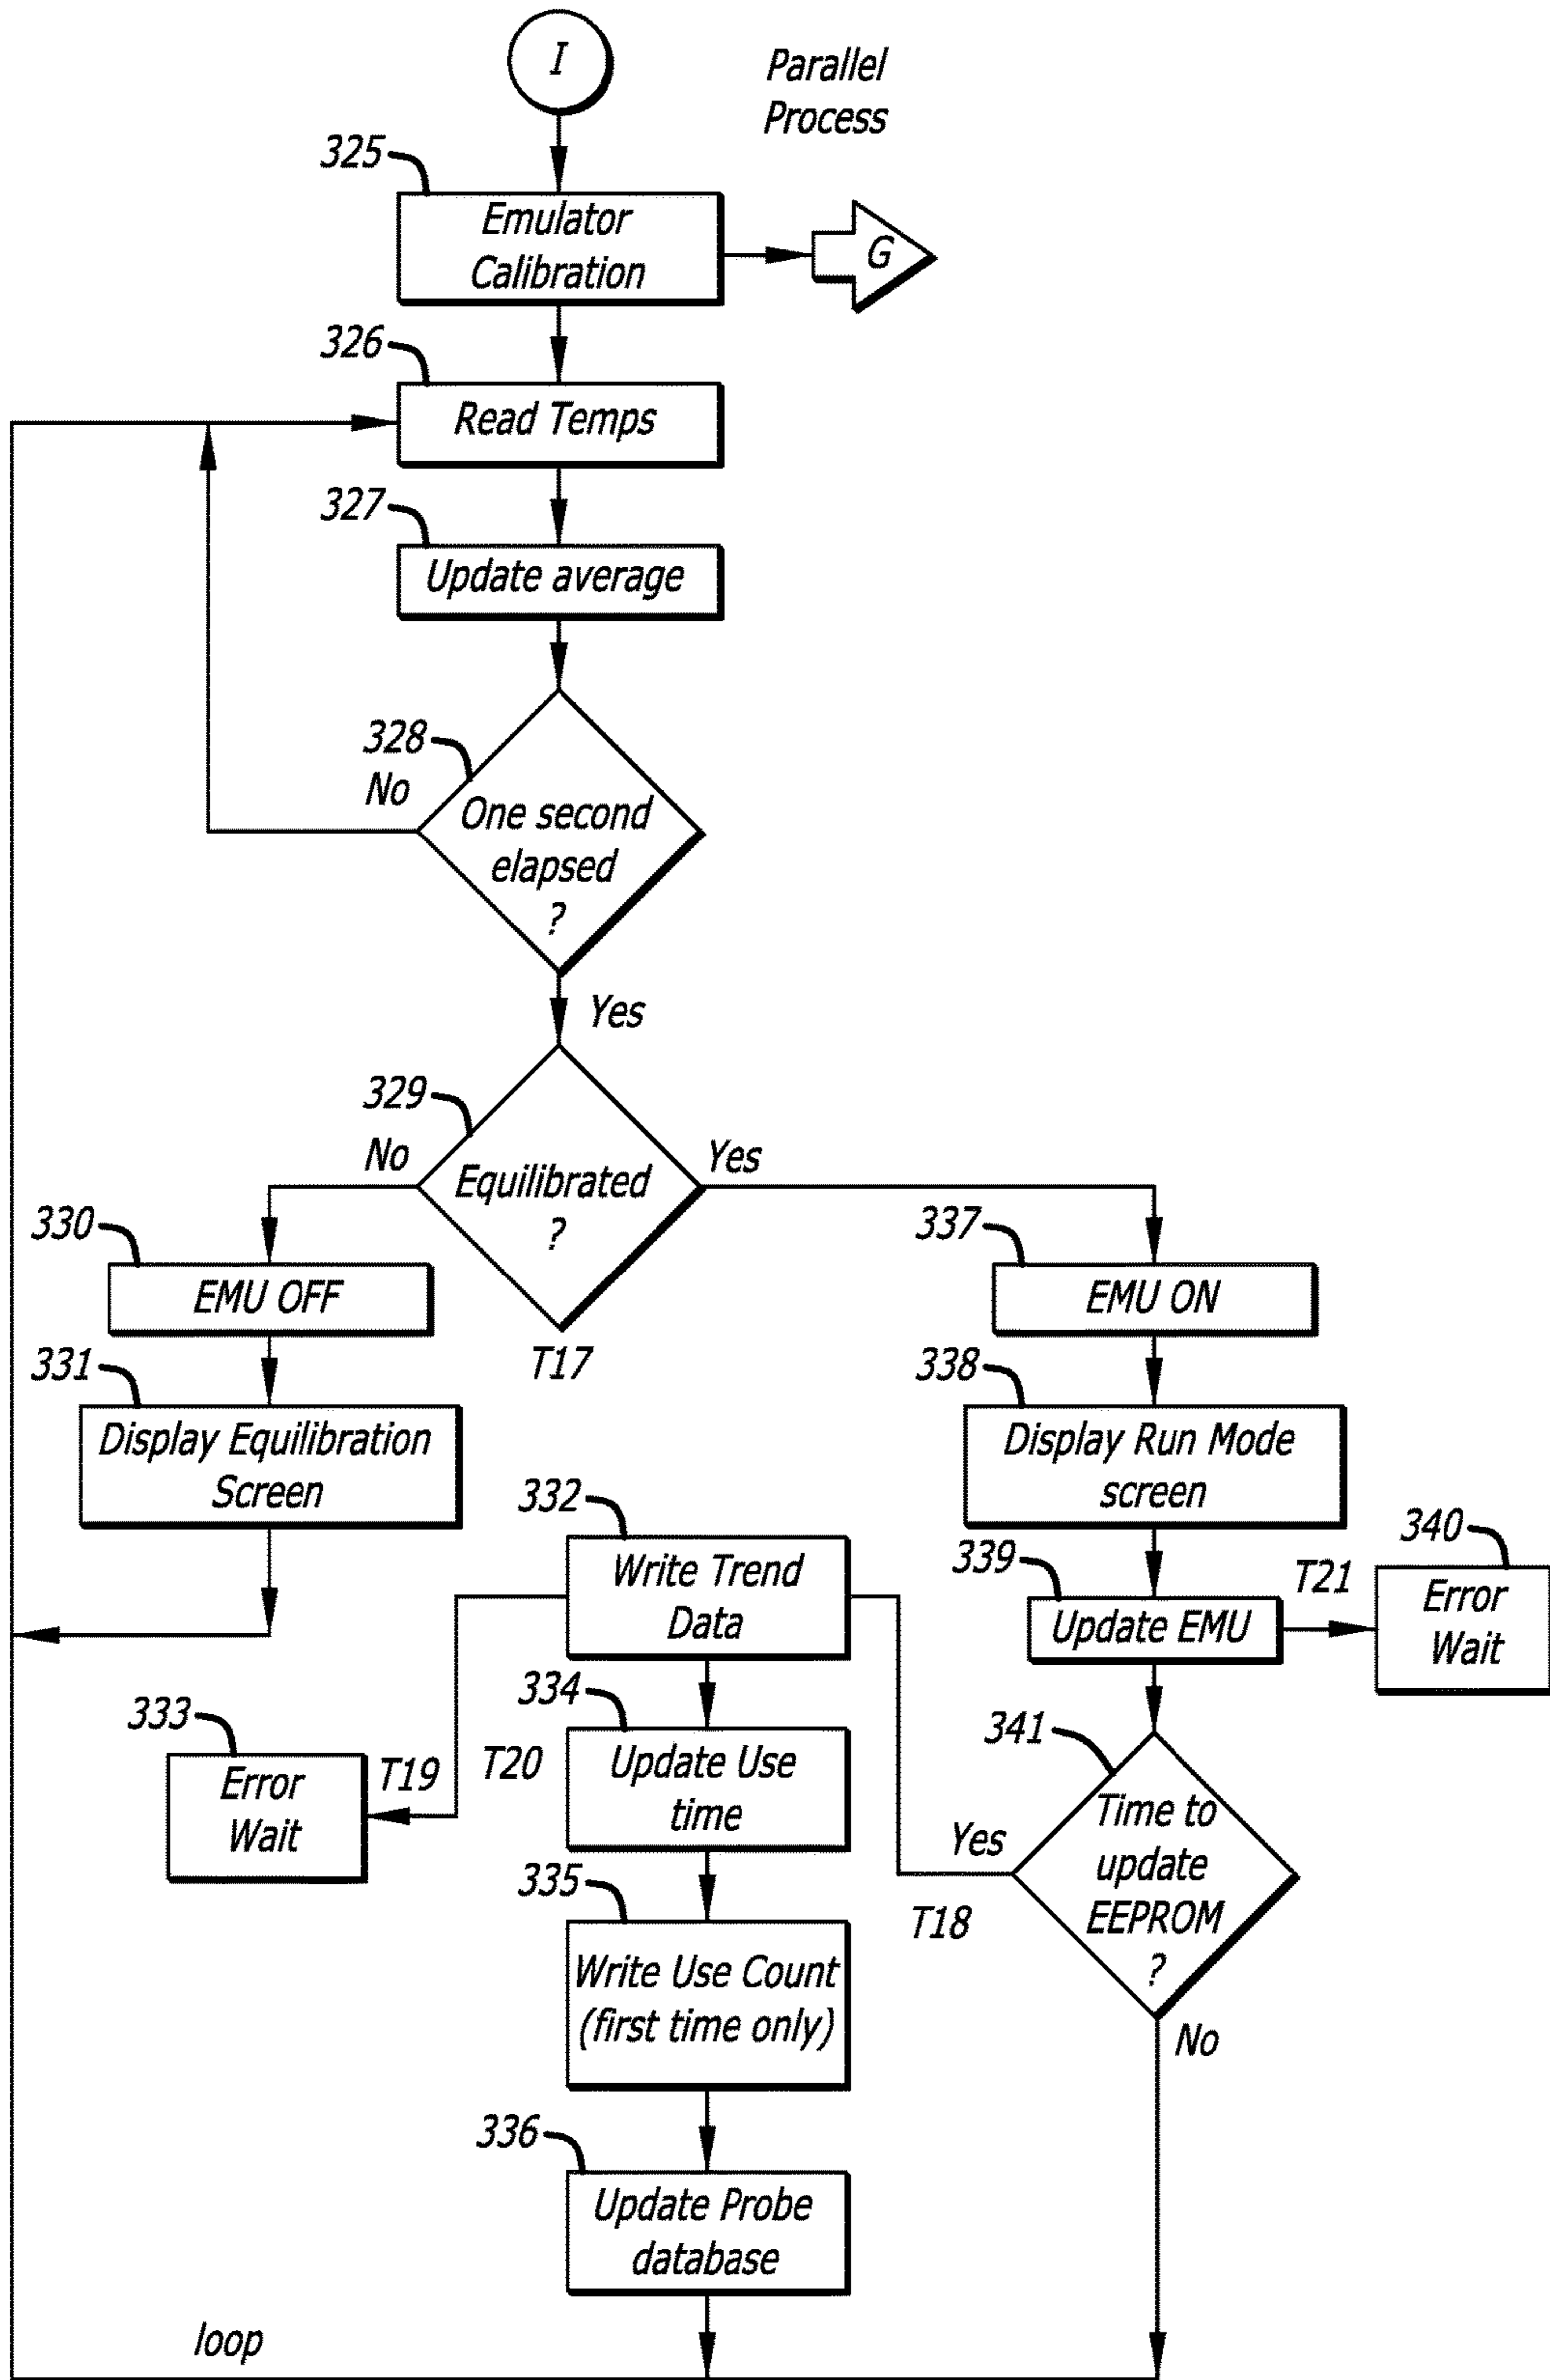 I
Parallel
Process
325
Emulator
Calibration
G
326
Read Temps
327
Update average
328
No
One second
elapsed
?
Yes
329
No
Equilibrated
?
Yes
T17
330
EMU OFF
337
EMU ON
331
Display Equilibration
Screen
338
Display Run Mode
screen
332
Write Trend
Data
339
Update EMU
T21
340
Error
Wait
333
Error
Wait
T19
T20
334
Update Use
time
341
Time to
update
EEPROM
?
Yes
T18
No
335
Write Use Count
(first time only)
336
Update Probe
database
loop